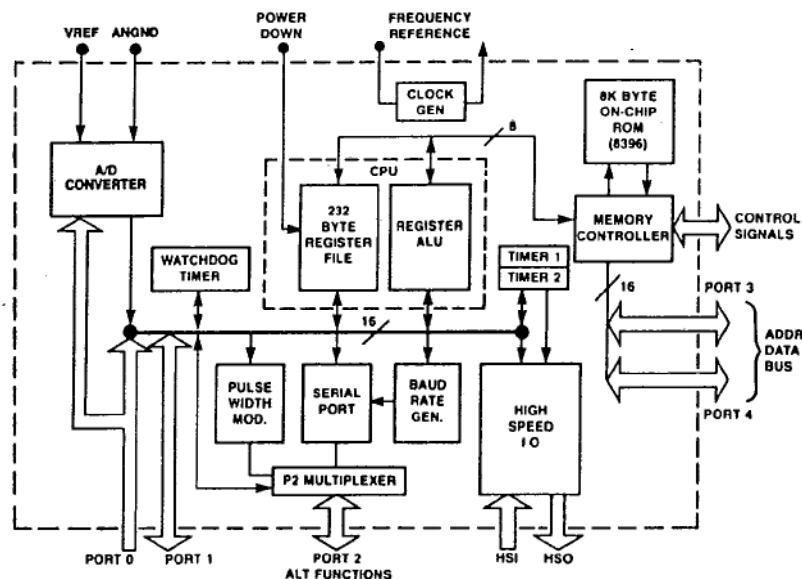 POWER
DOWN
FREQUENCY
REFERENCE
VREF ANGND
CLOCK
GEN
8K BYTE
ON-CHIP
ROM
(8396)
8
A/D
CONVERTER
CPU
232
BYTE
REGISTER
FILE
REGISTER
ALU
MEMORY
CONTROLLER
CONTROL
SIGNALS
WATCHDOG
TIMER
TIMER 1
TIMER 2
16
PORT 3
16
ADDR
DATA
BUS
PULSE
WIDTH
MOD.
SERIAL
PORT
BAUD
RATE
GEN.
HIGH
SPEED
I O
PORT 4
P2 MULTIPLEXER
PORT 0
PORT 1
PORT 2
ALT FUNCTIONS
HSI
HSO